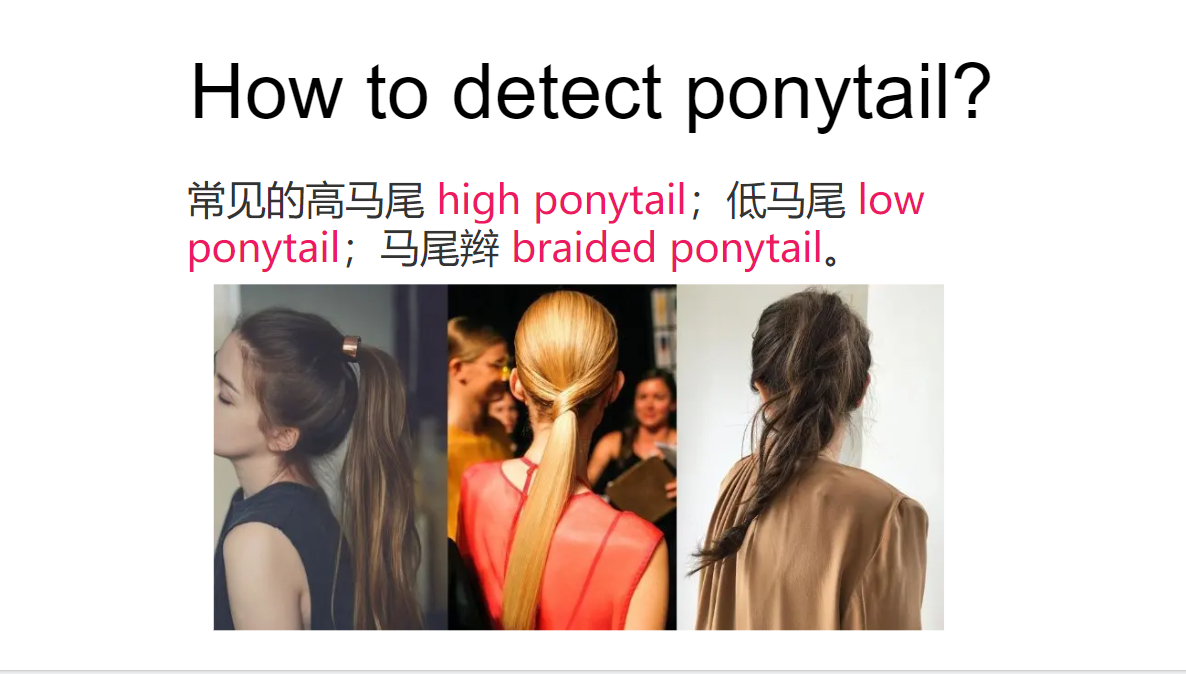 How to detect ponytail?
常见的高马尾 high ponytail；低马尾 low
ponytail；马尾辫 braided ponytail。